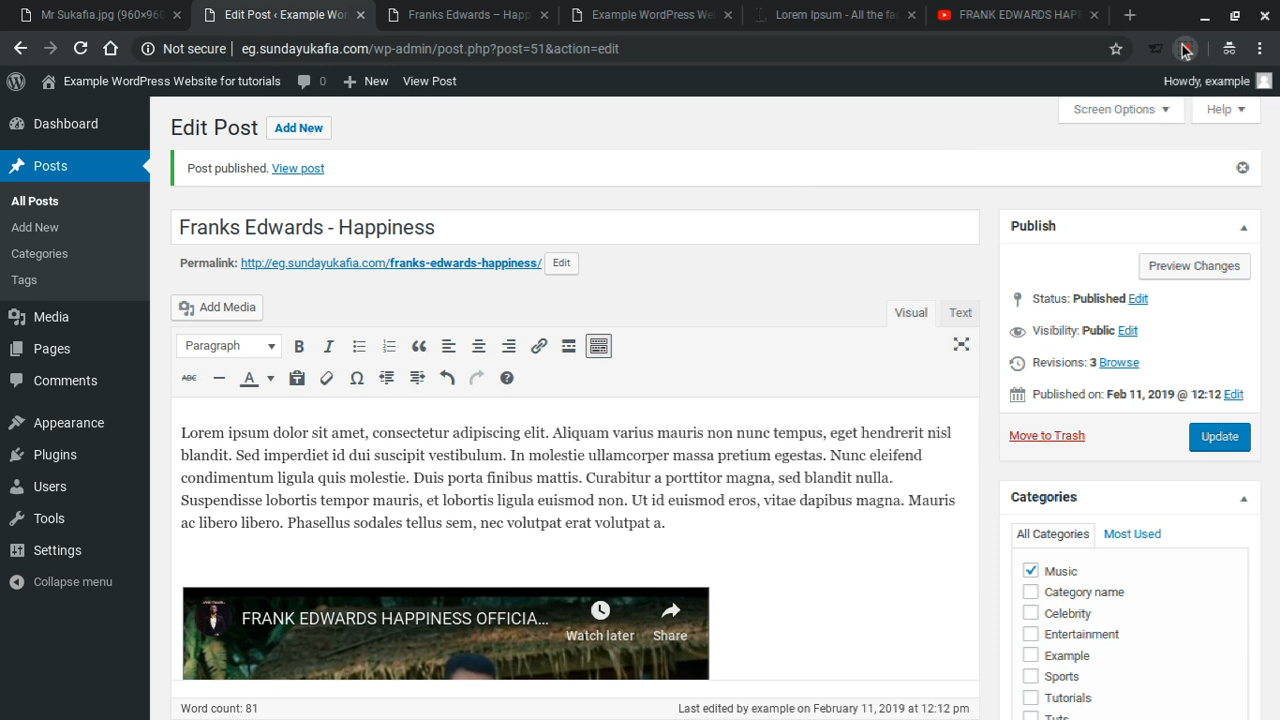 Mr Sukafia.jpg (960×960
Edit Post ‹ Example Wor
Franks Edwards – Happ
Example WordPress We
Lorem Ipsum - All the fa
FRANK EDWARDS HAP
Not secure | eg.sundayukafia.com/wp-admin/post.php?post=51&action=edit
Example WordPress Website for tutorials 0 New View Post Howdy, example
Screen Options Help
Dashboard
Posts
All Posts
Add New
Categories
Tags
Media
Pages
Comments
Appearance
Plugins
Users
Tools
Settings
Collapse menu
Edit Post Add New
Post published. View post
Franks Edwards - Happiness
Permalink: http://eg.sundayukafia.com/franks-edwards-happiness/ Edit
Add Media
Visual Text
Paragraph B I
ABC A Ω
Lorem ipsum dolor sit amet, consectetur adipiscing elit. Aliquam varius mauris non nunc tempus, eget hendrerit nisl
blandit. Sed imperdiet id dui suscipit vestibulum. In molestie ullamcorper massa pretium egestas. Nunc eleifend
condimentum ligula quis molestie. Duis porta finibus mattis. Curabitur a porttitor magna, sed blandit nulla.
Suspendisse lobortis tempor mauris, et lobortis ligula euismod non. Ut id euismod eros, vitae dapibus magna. Mauris
ac libero libero. Phasellus sodales tellus sem, nec volutpat erat volutpat a.
FRANK EDWARDS HAPPINESS OFFICIA...
Watch later Share
Word count: 81 Last edited by example on February 11, 2019 at 12:12 pm
Publish
Preview Changes
Status: Published Edit
Visibility: Public Edit
Revisions: 3 Browse
Published on: Feb 11, 2019 @ 12:12 Edit
Move to Trash Update
Categories
All Categories Most Used
Music
Category name
Celebrity
Entertainment
Example
Sports
Tutorials
Tuts